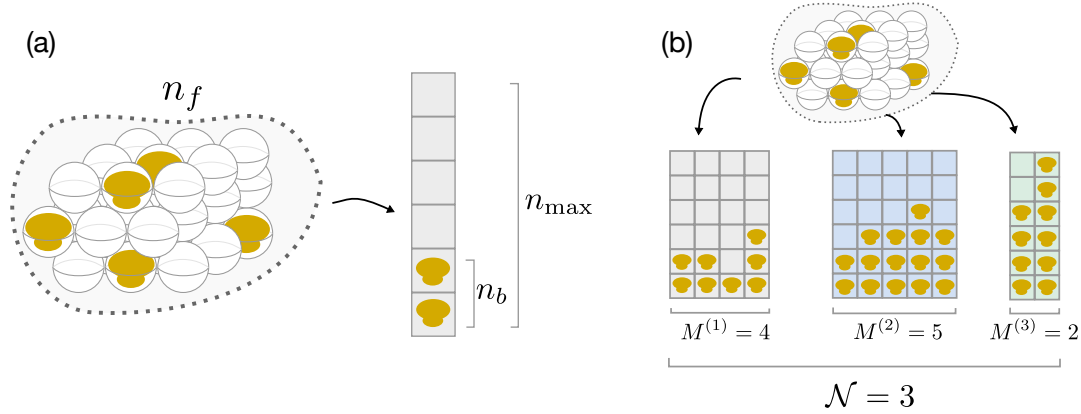 (a)
n_f
n_max
n_b
(b)
M^(1) = 4
M^(2) = 5
M^(3) = 2
𝒩 = 3